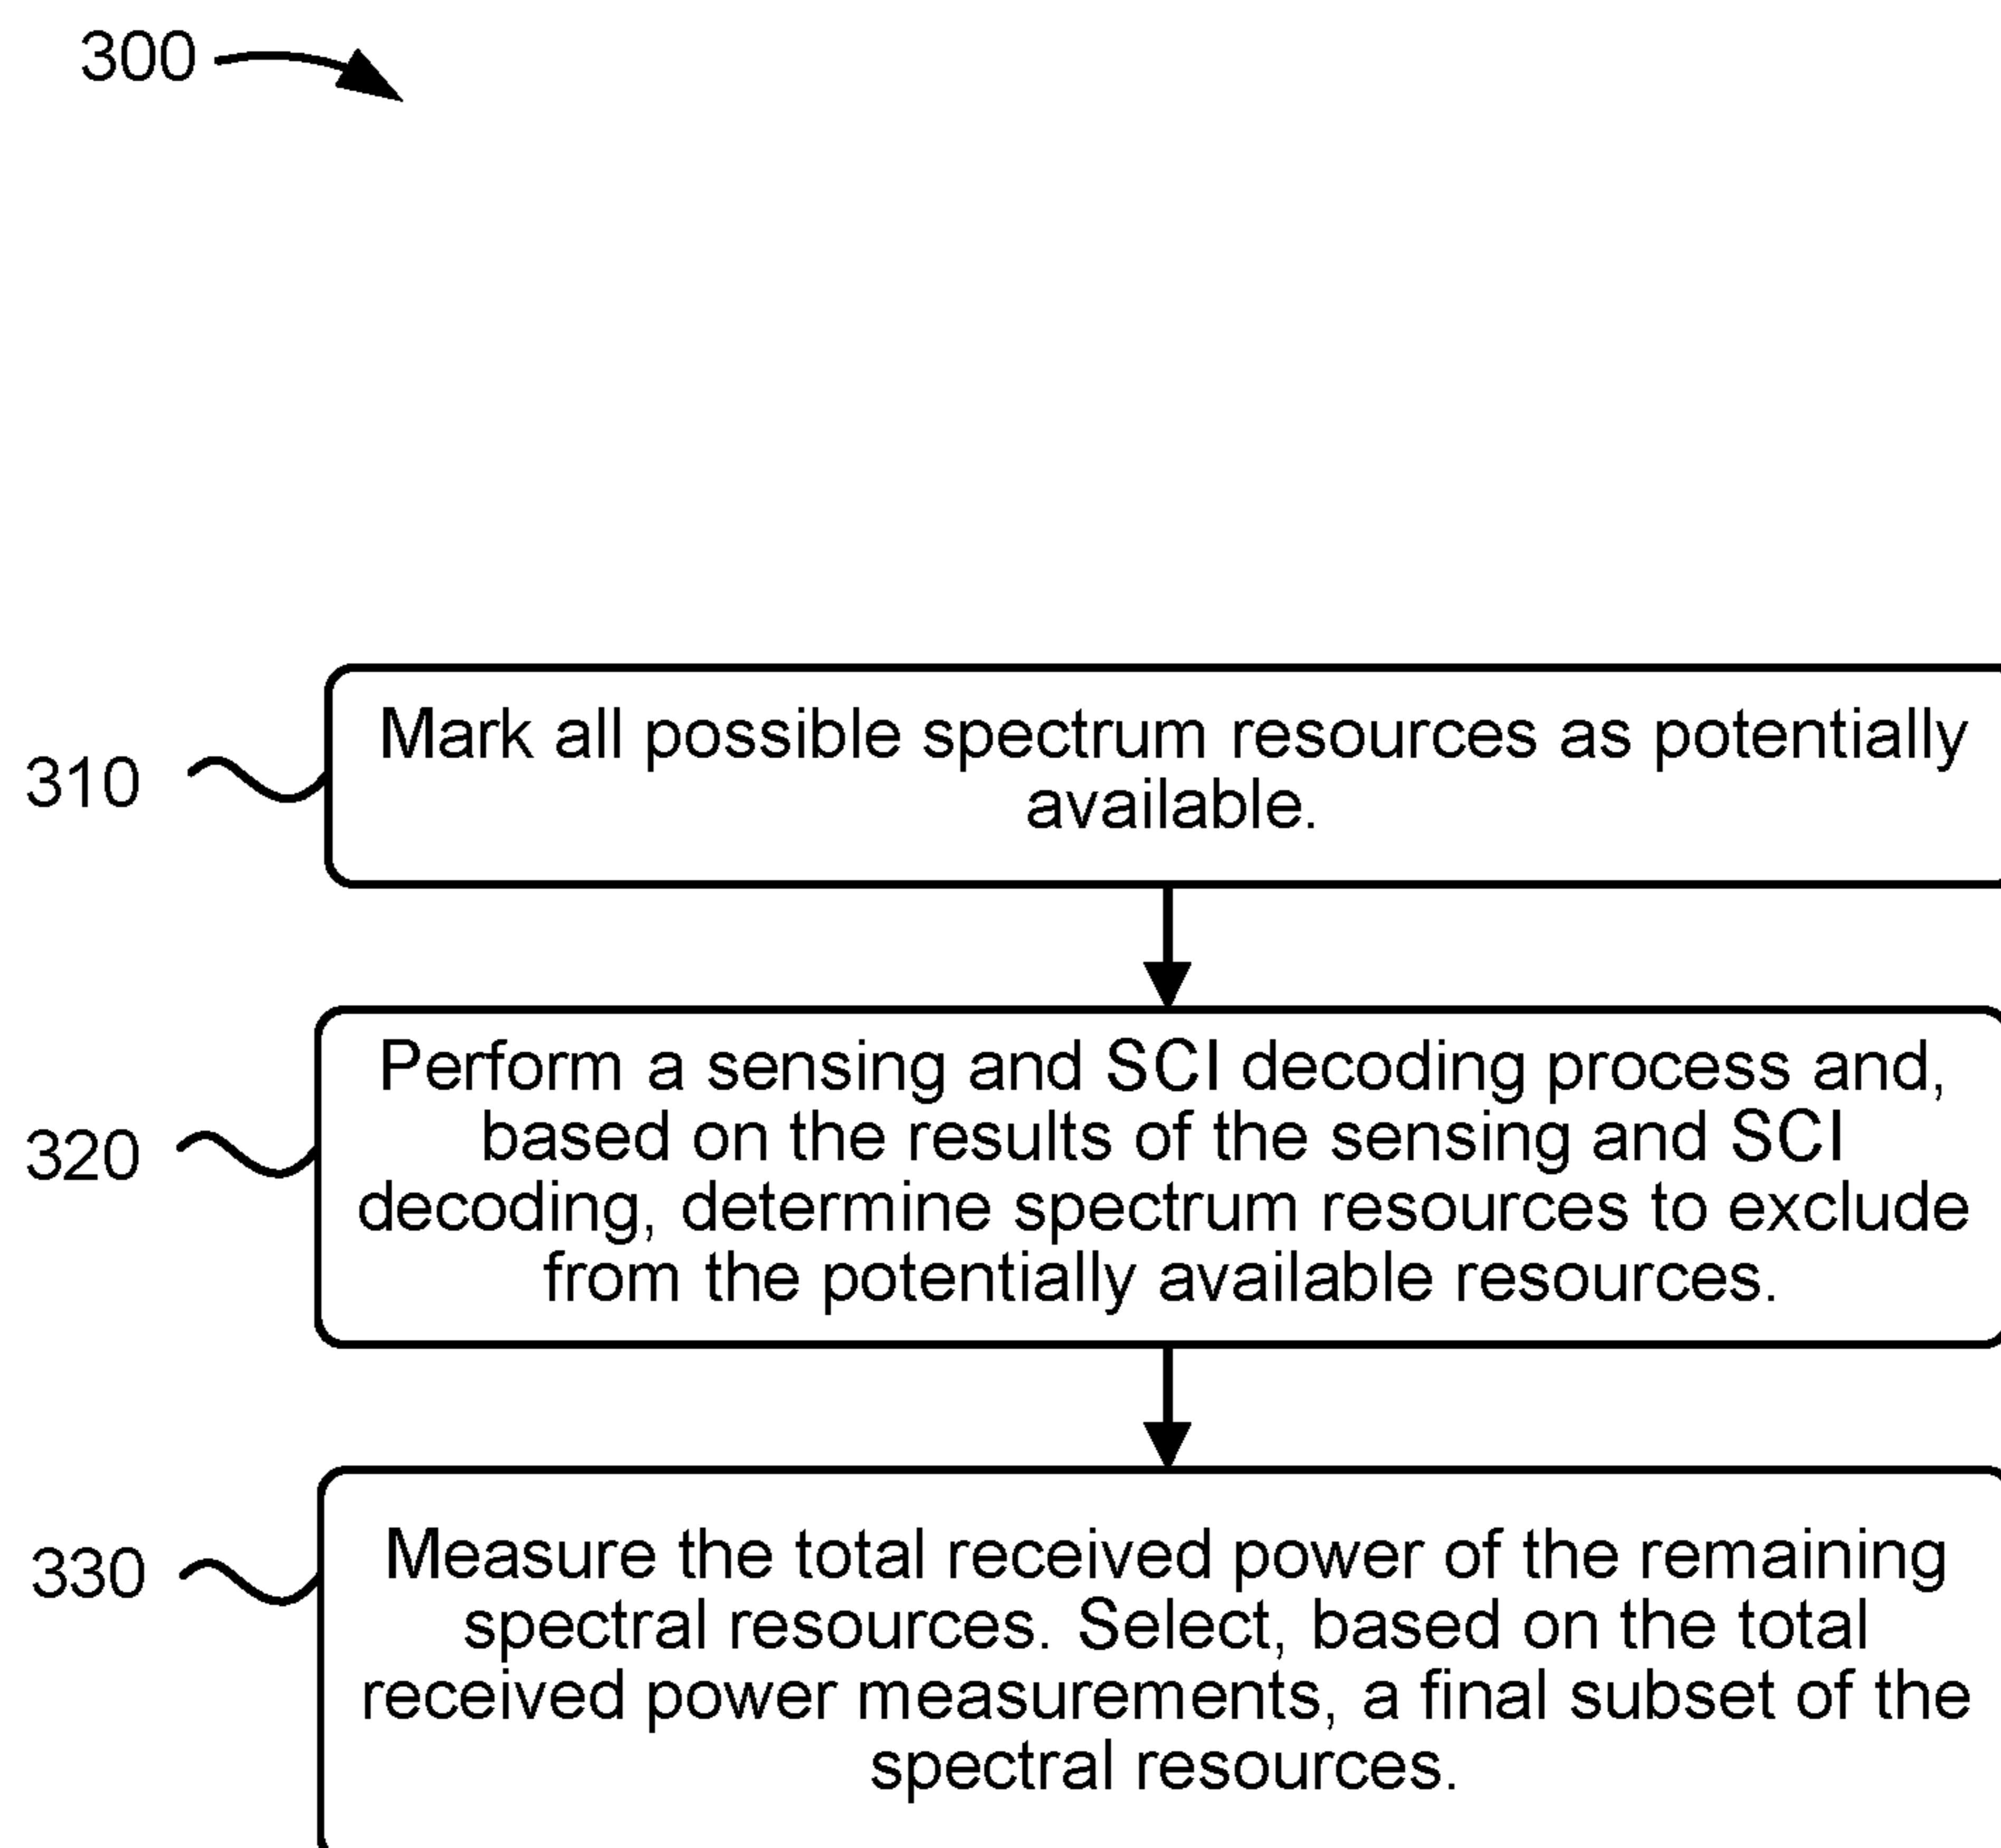 300
310
Mark all possible spectrum resources as potentially
available.
320
Perform a sensing and SCI decoding process and,
based on the results of the sensing and SCI
decoding, determine spectrum resources to exclude
from the potentially available resources.
330
Measure the total received power of the remaining
spectral resources. Select, based on the total
received power measurements, a final subset of the
spectral resources.